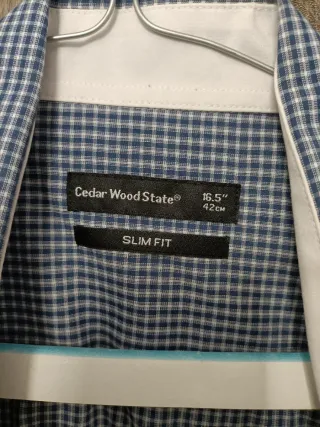 Cedar Wood State® 16.5"
42CM
SLIM FIT